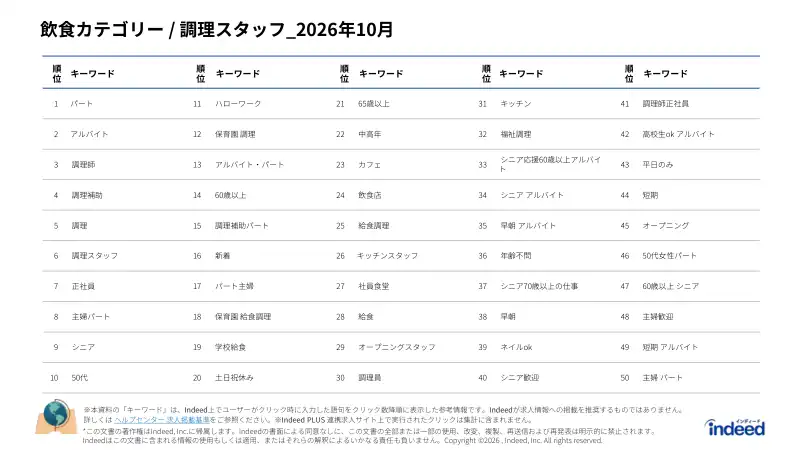 飲食カテゴリー / 調理スタッフ_2026年10月
順位 キーワード 順位 キーワード 順位 キーワード 順位 キーワード 順位 キーワード
1 パート 11 ハローワーク 21 65歳以上 31 キッチン 41 調理師正社員
2 アルバイト 12 保育園 調理 22 中高年 32 福祉調理 42 高校生ok アルバイト
3 調理師 13 アルバイト・パート 23 カフェ 33 シニア応援60歳以上アルバイト 43 平日のみ
4 調理補助 14 60歳以上 24 飲食店 34 シニア アルバイト 44 短期
5 調理 15 調理補助パート 25 給食調理 35 早朝 アルバイト 45 オープニング
6 調理スタッフ 16 新着 26 キッチンスタッフ 36 年齢不問 46 50代女性パート
7 正社員 17 パート主婦 27 社員食堂 37 シニア70歳以上の仕事 47 60歳以上 シニア
8 主婦パート 18 保育園 給食調理 28 給食 38 早朝 48 主婦歓迎
9 シニア 19 学校給食 29 オープニングスタッフ 39 ネイルok 49 短期 アルバイト
10 50代 20 土日祝休み 30 調理員 40 シニア歓迎 50 主婦 パート
※本資料の「キーワード」は、Indeed上でユーザーがクリック時に入力した語句をクリック数降順に表示した参考情報です。Indeedが求人情報への掲載を推奨するものではありません。
詳しくは ヘルプセンター 求人掲載基準をご参照ください。※Indeed PLUS 連携求人サイト上で実行されたクリックは集計に含まれません。
*この文書の著作権はIndeed, Inc.に帰属します。Indeedの書面による同意なしに、この文書の全部または一部の使用、改変、複製、再送信および再発表は明示的に禁止されます。
Indeedはこの文書に含まれる情報の使用もしくは適用、またはそれらの解釈によるいかなる責任も負いません。Copyright ©2026 , Indeed, Inc. All rights reserved.
インディード
indeed